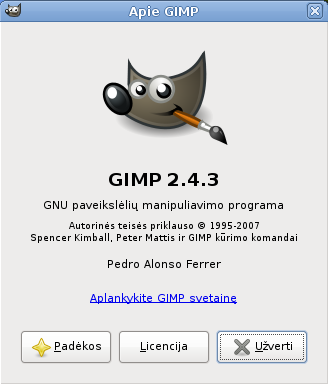 Apie GIMP
GIMP 2.4.3
GNU paveikslėlių manipuliavimo programa
Autorinės teisės priklauso © 1995-2007
Spencer Kimball, Peter Mattis ir GIMP kūrimo komandai
Pedro Alonso Ferrer
Aplankykite GIMP svetainę
Padėkos
Licencija
Užverti